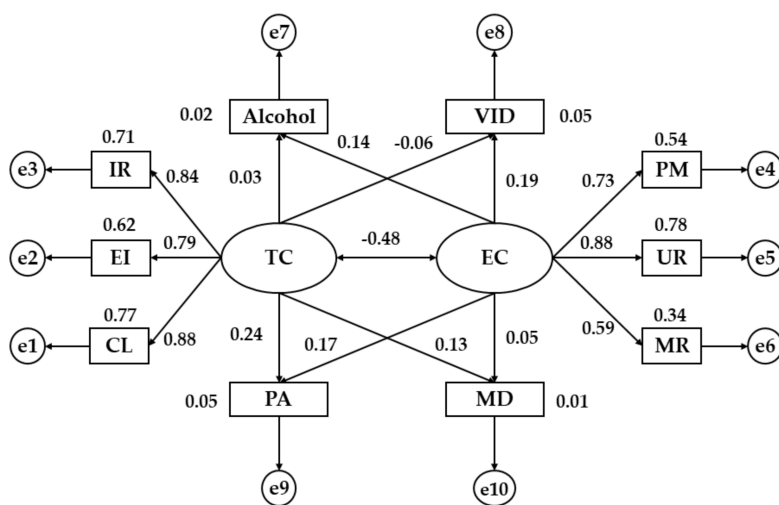 e7 e8
0.02 Alcohol VID 0.05
0.71 0.14 -0.06 0.54
e3 IR 0.84 0.03 0.19 0.73 PM e4
0.62 0.78
e2 EI 0.79 TC -0.48 EC 0.88 UR e5
0.77 0.34
e1 CL 0.88 0.24 0.17 0.13 0.05 0.59 MR e6
0.05 PA MD 0.01
e9 e10